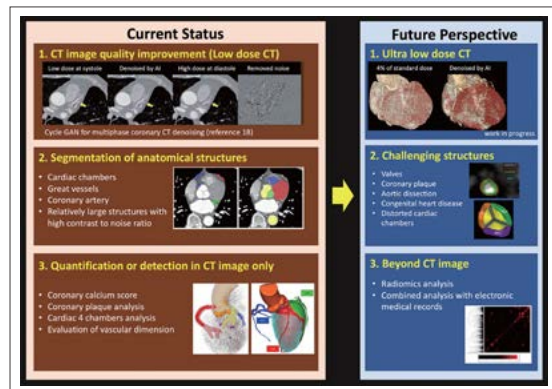 Current Status
1. CT image quality improvement (Low dose CT)
Low dose at systole
Denoised by AI
High dose at diastole
Removed noise
Cycle GAN for multiphase coronary CT denoising (reference 18)
2. Segmentation of anatomical structures
• Cardiac chambers
• Great vessels
• Coronary artery
• Relatively large structures with
high contrast to noise ratio
3. Quantification or detection in CT image only
• Coronary calcium score
• Coronary plaque analysis
• Cardiac 4 chambers analysis
• Evaluation of vascular dimension
Future Perspective
1. Ultra low dose CT
4% of standard dose
Denoised by AI
work in progress
2. Challenging structures
• Valves
• Coronary plaque
• Aortic dissection
• Congenital heart disease
• Distorted cardiac
chambers
3. Beyond CT image
• Radiomics analysis
• Combined analysis with electronic
medical records